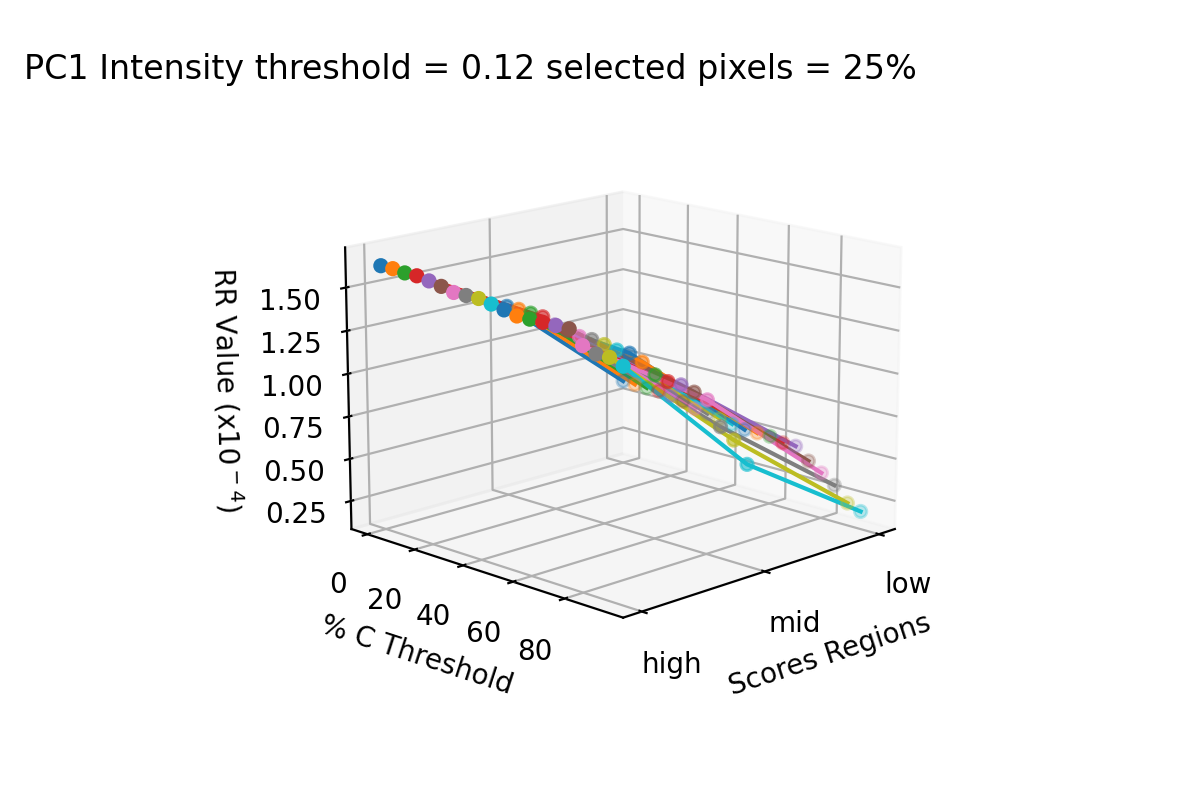 PC1 Intensity threshold = 0.12 selected pixels = 25%
RR Value (x10⁻⁴)
1.50
1.25
1.00
0.75
0.50
0.25
0
20
40
60
80
% C Threshold
high
mid
low
Scores Regions